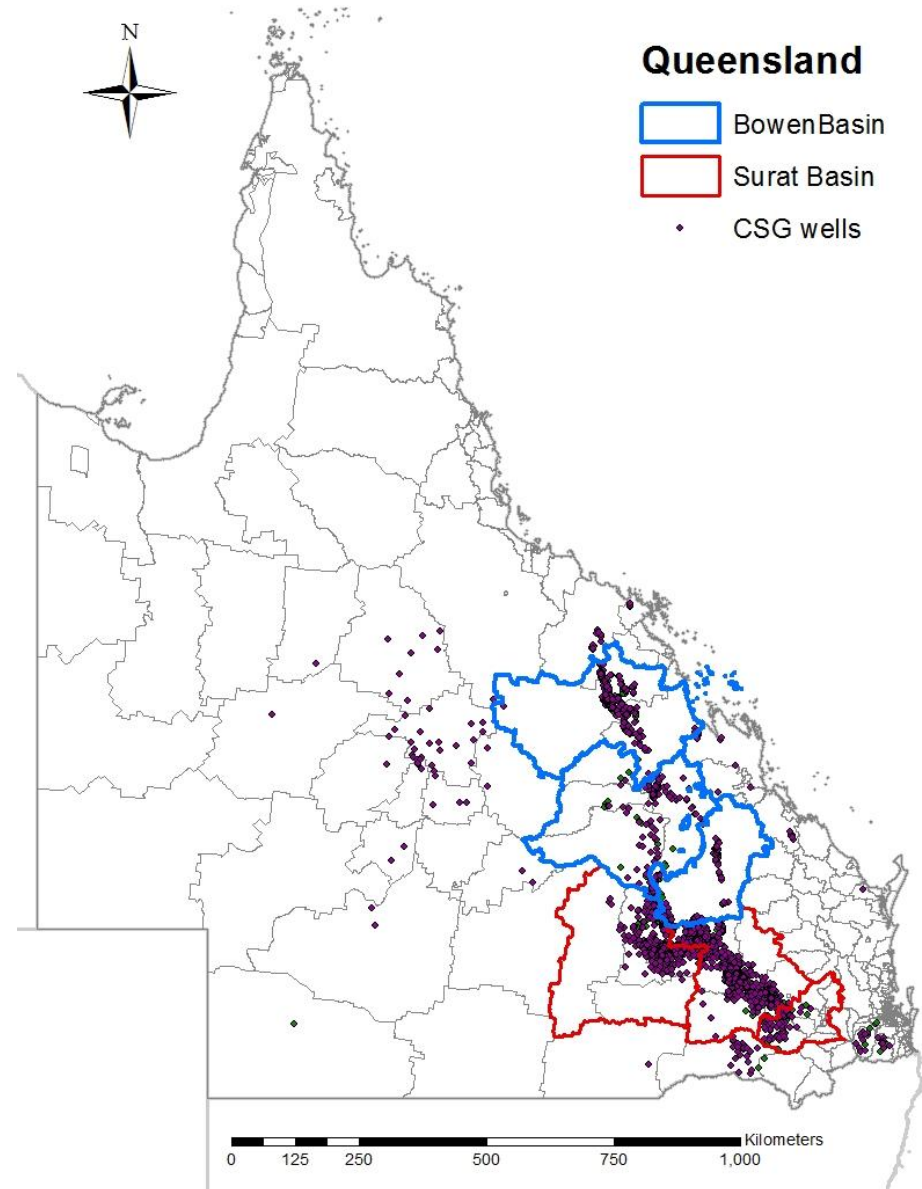 N
Queensland
BowenBasin
Surat Basin
CSG wells
Kilometers
0 125 250 500 750 1,000